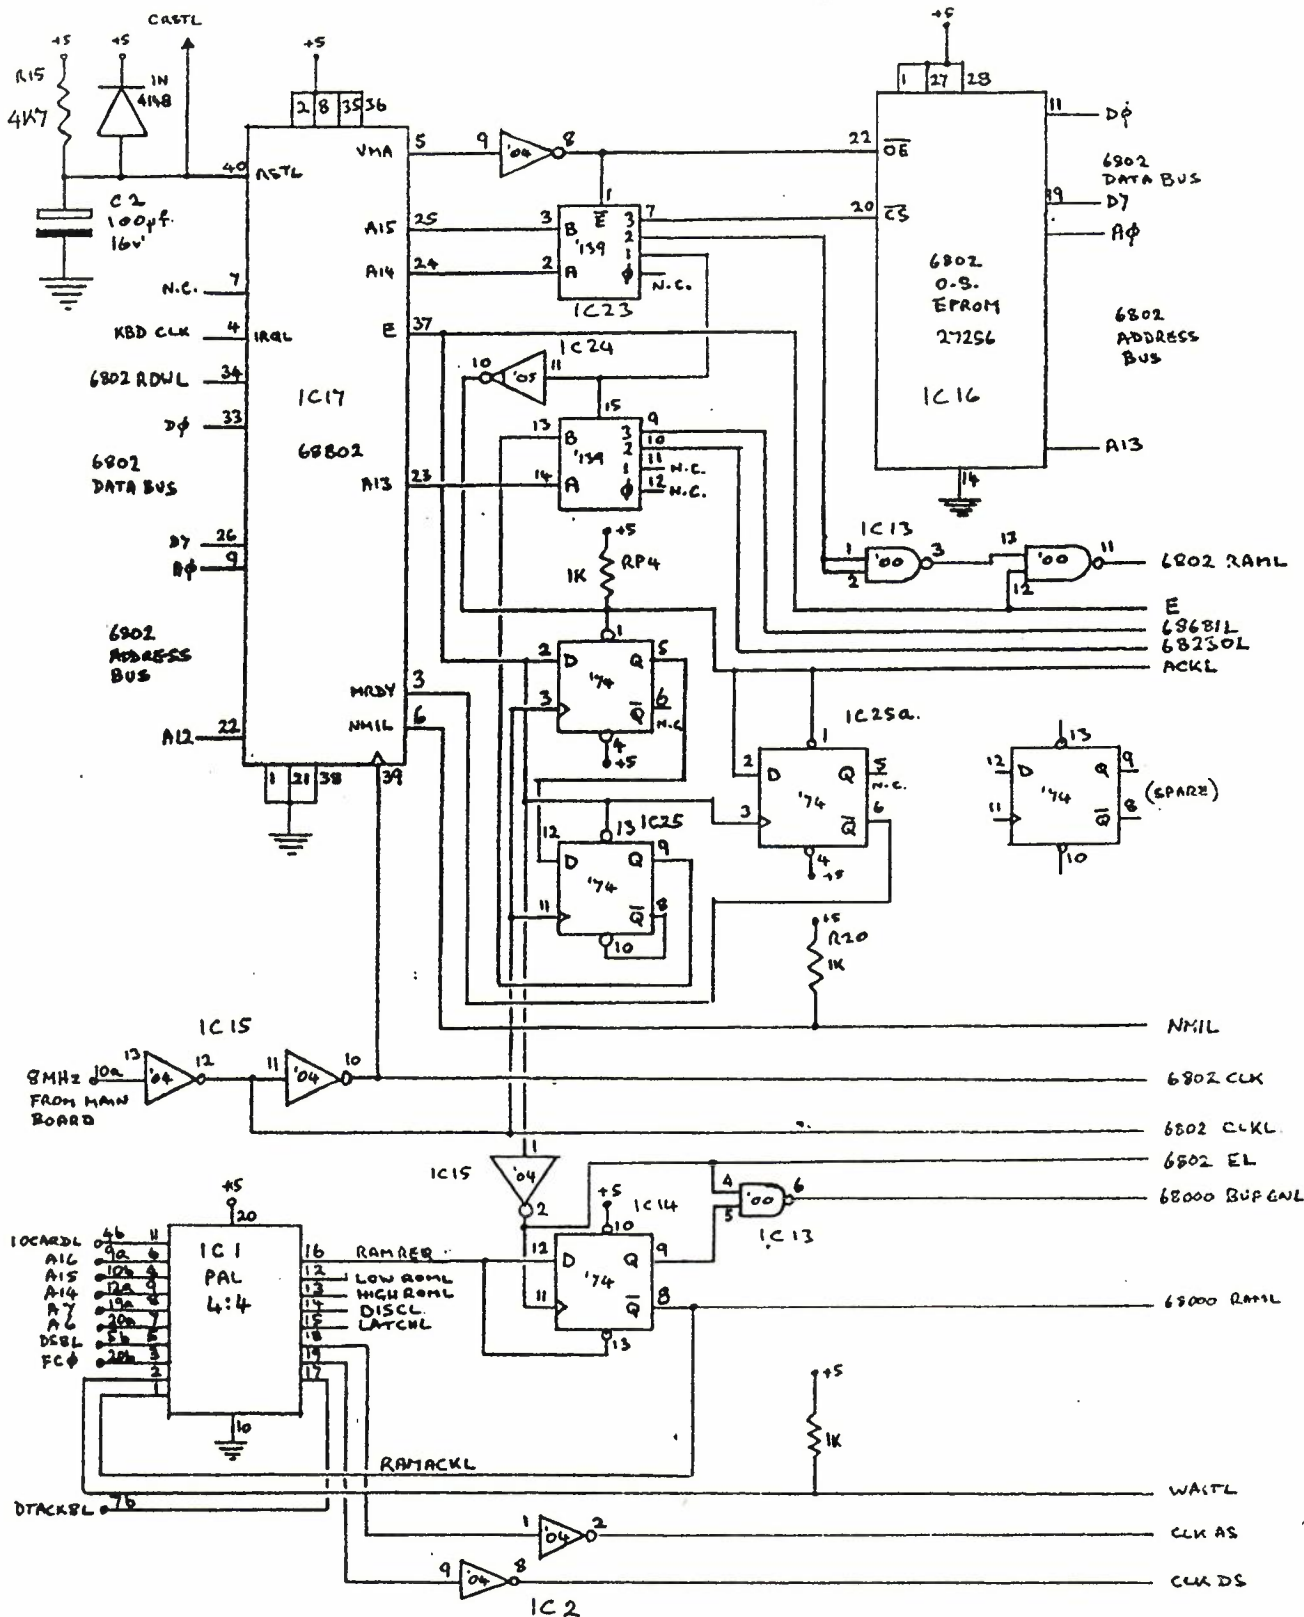 CRSTL
+5
+5
+5
+5
R15
4K7
IN
4148
2 8 35 36
1 27 28
40
RSTL
C2
100µf.
16v
VMA
5
9
'04
8
22
OE
11
DØ
6802
DATA BUS
19
D7
AØ
20
CS
1
E
A15
25
3
B
'139
3
2
1
Ø
7
A14
24
2
A
N.C.
IC23
6802
O.S.
EPROM
27256
IC16
6802
ADDRESS
BUS
N.C.
7
KBD CLK
4
IRQL
E
37
IC24
6802 RDWL
34
IC17
68B02
10
'05
11
DØ
33
15
13
B
'139
3
2
1
Ø
9
10
11
N.C.
12
N.C.
A13
6802
DATA BUS
A13
23
14
A
14
+5
IC13
D7
26
AØ
9
1K
RP4
1
2
'00
3
13
12
'00
11
6802 RAML
E
68681L
68230L
ACKL
6802
ADDRESS
BUS
1
2
D
Q
5
'74
3
Q
6
N.C.
4
+5
MRDY
3
NMIL
6
IC25a.
A12
22
1 21 38
39
1
2
D
Q
5
N.C.
'74
3
Q
6
4
+5
13
12
D
Q
9
'74
11
Q
8
(SPARE)
10
13
IC25
12
D
Q
9
'74
11
Q
8
10
+5
R20
1K
NMIL
IC15
8MHZ
10a
13
'04
12
11
'04
10
6802 CLK
FROM MAIN
BOARD
6802 CLKL
IC15
1
'04
2
6802 EL
+5
20
+5
10
IC14
4
5
'00
6
68000 BUFENL
IC13
IOCARDL
4b
11
IC1
PAL
4:4
A16
9a
6
A15
10b
4
A14
12a
9
A7
19a
8
A6
20a
7
DSBL
5b
5
FCØ
20b
3
2
1
16
RAMREQ
12
LOW ROML
13
HIGH ROML
14
DISCL
15
LATCHL
18
19
17
12
D
Q
9
'74
11
Q
8
13
68000 RAML
10
+5
1K
RAMACKL
WAITL
DTACKBL
7b
1
'04
2
CLK AS
9
'04
8
CLK DS
IC2